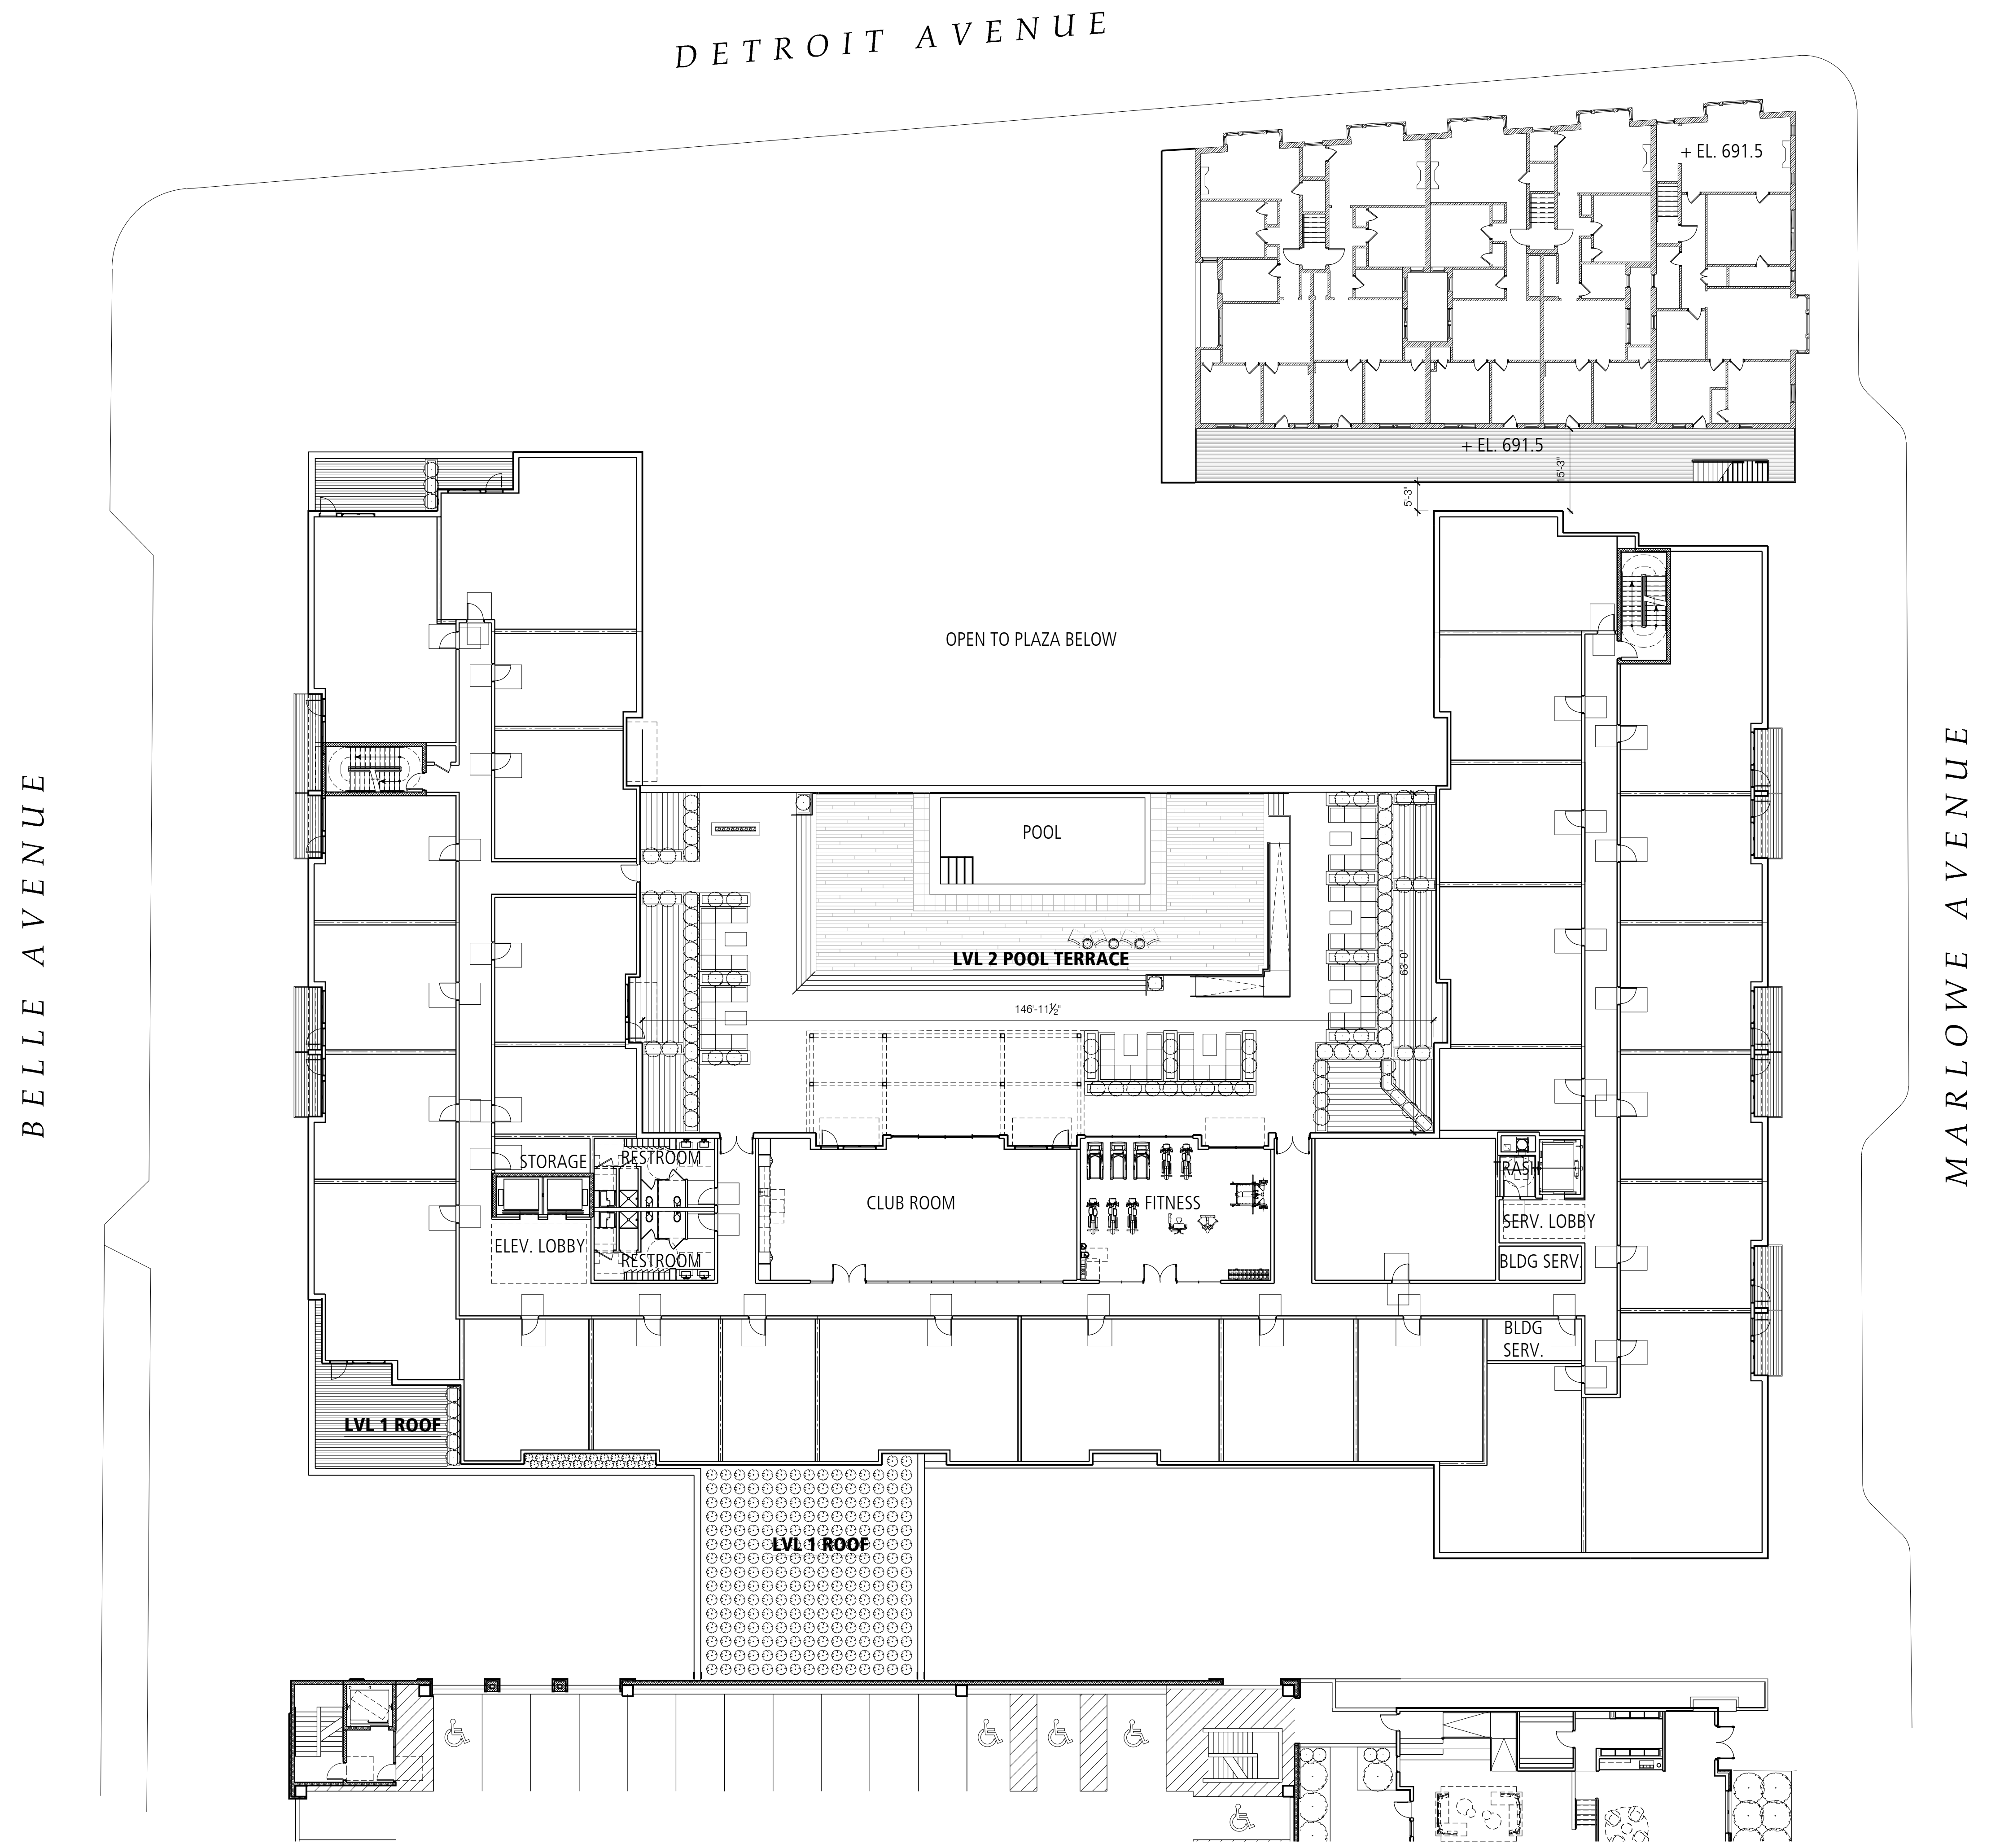 DETROIT AVENUE
+ EL. 691.5
+ EL. 691.5
15'-3"
5'-3"
OPEN TO PLAZA BELOW
BELLE AVENUE
MARLOWE AVENUE
POOL
LVL 2 POOL TERRACE
63'-0"
146'-11½"
STORAGE
RESTROOM
TRASH
CLUB ROOM
FITNESS
SERV. LOBBY
ELEV. LOBBY
RESTROOM
BLDG SERV.
BLDG
SERV.
LVL 1 ROOF
LVL 1 ROOF